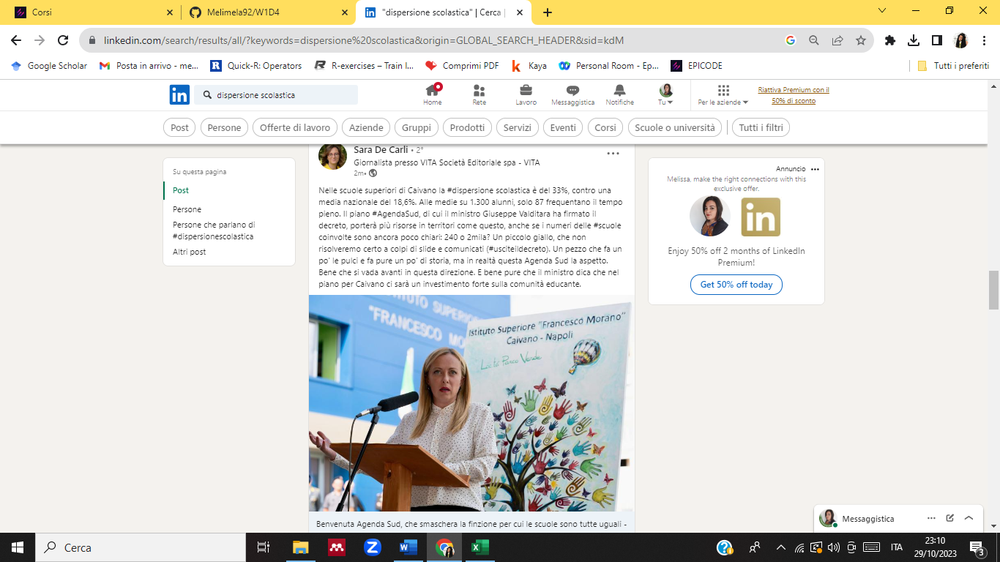 Corsi
Melimela92/W1D4
"dispersione scolastica" | Cerca |
linkedin.com/search/results/all/?keywords=dispersione%20scolastica&origin=GLOBAL_SEARCH_HEADER&sid=kdM
Google Scholar
Posta in arrivo - me...
Quick-R: Operators
R-exercises – Train I...
Comprimi PDF
Kaya
Personal Room - Ep...
EPICODE
Tutti i preferiti
in
dispersione scolastica
Home
Rete
Lavoro
Messaggistica
Notifiche
Tu
Per le aziende
Riattiva Premium con il
50% di sconto
Post
Persone
Offerte di lavoro
Aziende
Gruppi
Prodotti
Servizi
Eventi
Corsi
Scuole o università
Tutti i filtri
Su questa pagina
Post
Persone
Persone che parlano di
#dispersionescolastica
Altri post
Sara De Carli • 2°
Giornalista presso VITA Società Editoriale spa - VITA
2m•
Nelle scuole superiori di Caivano la #dispersione scolastica è del 33%, contro una
media nazionale del 18,6%. Alle medie su 1.300 alunni, solo 87 frequentano il tempo
pieno. Il piano #AgendaSud, di cui il ministro Giuseppe Vaiditara ha firmato il
decreto, porterà più risorse in territori come questo, anche se i numeri delle #scuole
coinvolte sono ancora poco chiari: 240 o 2mila? Un piccolo giallo, che non
risolveremo certo a colpi di slide e comunicati (#usciteildecreto). Un pezzo che fa un
po' le pulci e fa pure un po' di storia, ma in realtà questa Agenda Sud la aspetto.
Bene che si vada avanti in questa direzione. E bene pure che il ministro dica che nel
piano per Caivano ci sarà un investimento forte sulla comunità educante.
TUTO SUPERIO
"FRANCESCO MO
Istituto Superiore "Francesco Morano"
Caivano - Napoli
Parco Verde
Benvenuta Agenda Sud, che smaschera la finzione per cui le scuole sono tutte uguali -
Annuncio
Melissa, make the right connections with this
exclusive offer.
in
Enjoy 50% off 2 months of LinkedIn
Premium!
Get 50% off today
Messaggistica
Cerca
ITA
23:10
29/10/2023
3